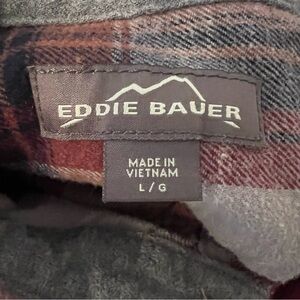 EDDIE BAUER
MADE IN
VIETNAM
L / G